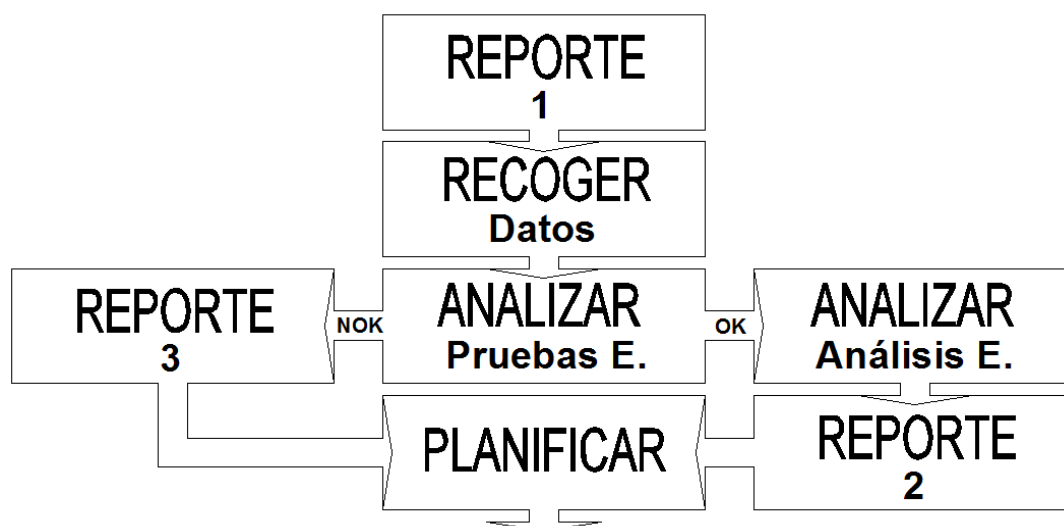 REPORTE
1
RECOGER
Datos
REPORTE
3
NOK
ANALIZAR
Pruebas E.
OK
ANALIZAR
Análisis E.
PLANIFICAR
REPORTE
2